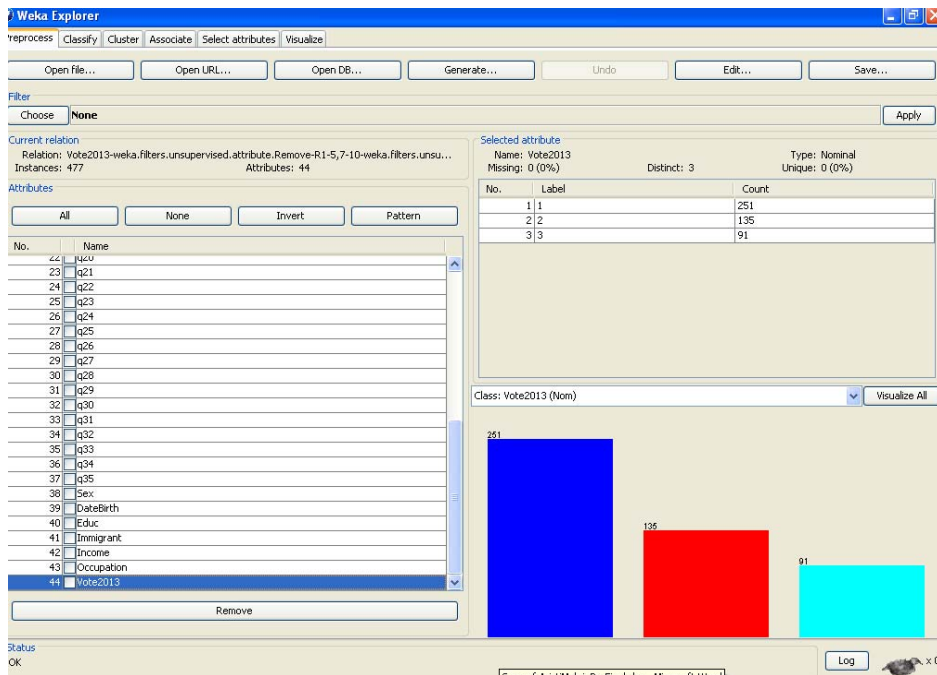 Weka Explorer
Preprocess Classify Cluster Associate Select attributes Visualize
Open file... Open URL... Open DB... Generate... Undo Edit... Save...
Filter
Choose None Apply
Current relation
Relation: Vote2013-weka.filters.unsupervised.attribute.Remove-R1-5,7-10-weka.filters.unsu...
Instances: 477 Attributes: 44
Attributes
All None Invert Pattern
No. Name
22 q20
23 q21
24 q22
25 q23
26 q24
27 q25
28 q26
29 q27
30 q28
31 q29
32 q30
33 q31
34 q32
35 q33
36 q34
37 q35
38 Sex
39 DateBirth
40 Educ
41 Immigrant
42 Income
43 Occupation
44 Vote2013
Remove
Selected attribute
Name: Vote2013 Type: Nominal
Missing: 0 (0%) Distinct: 3 Unique: 0 (0%)
No. Label Count
1 1 251
2 2 135
3 3 91
Class: Vote2013 (Nom) Visualize All
251
135
91
Status
OK
Log x 0